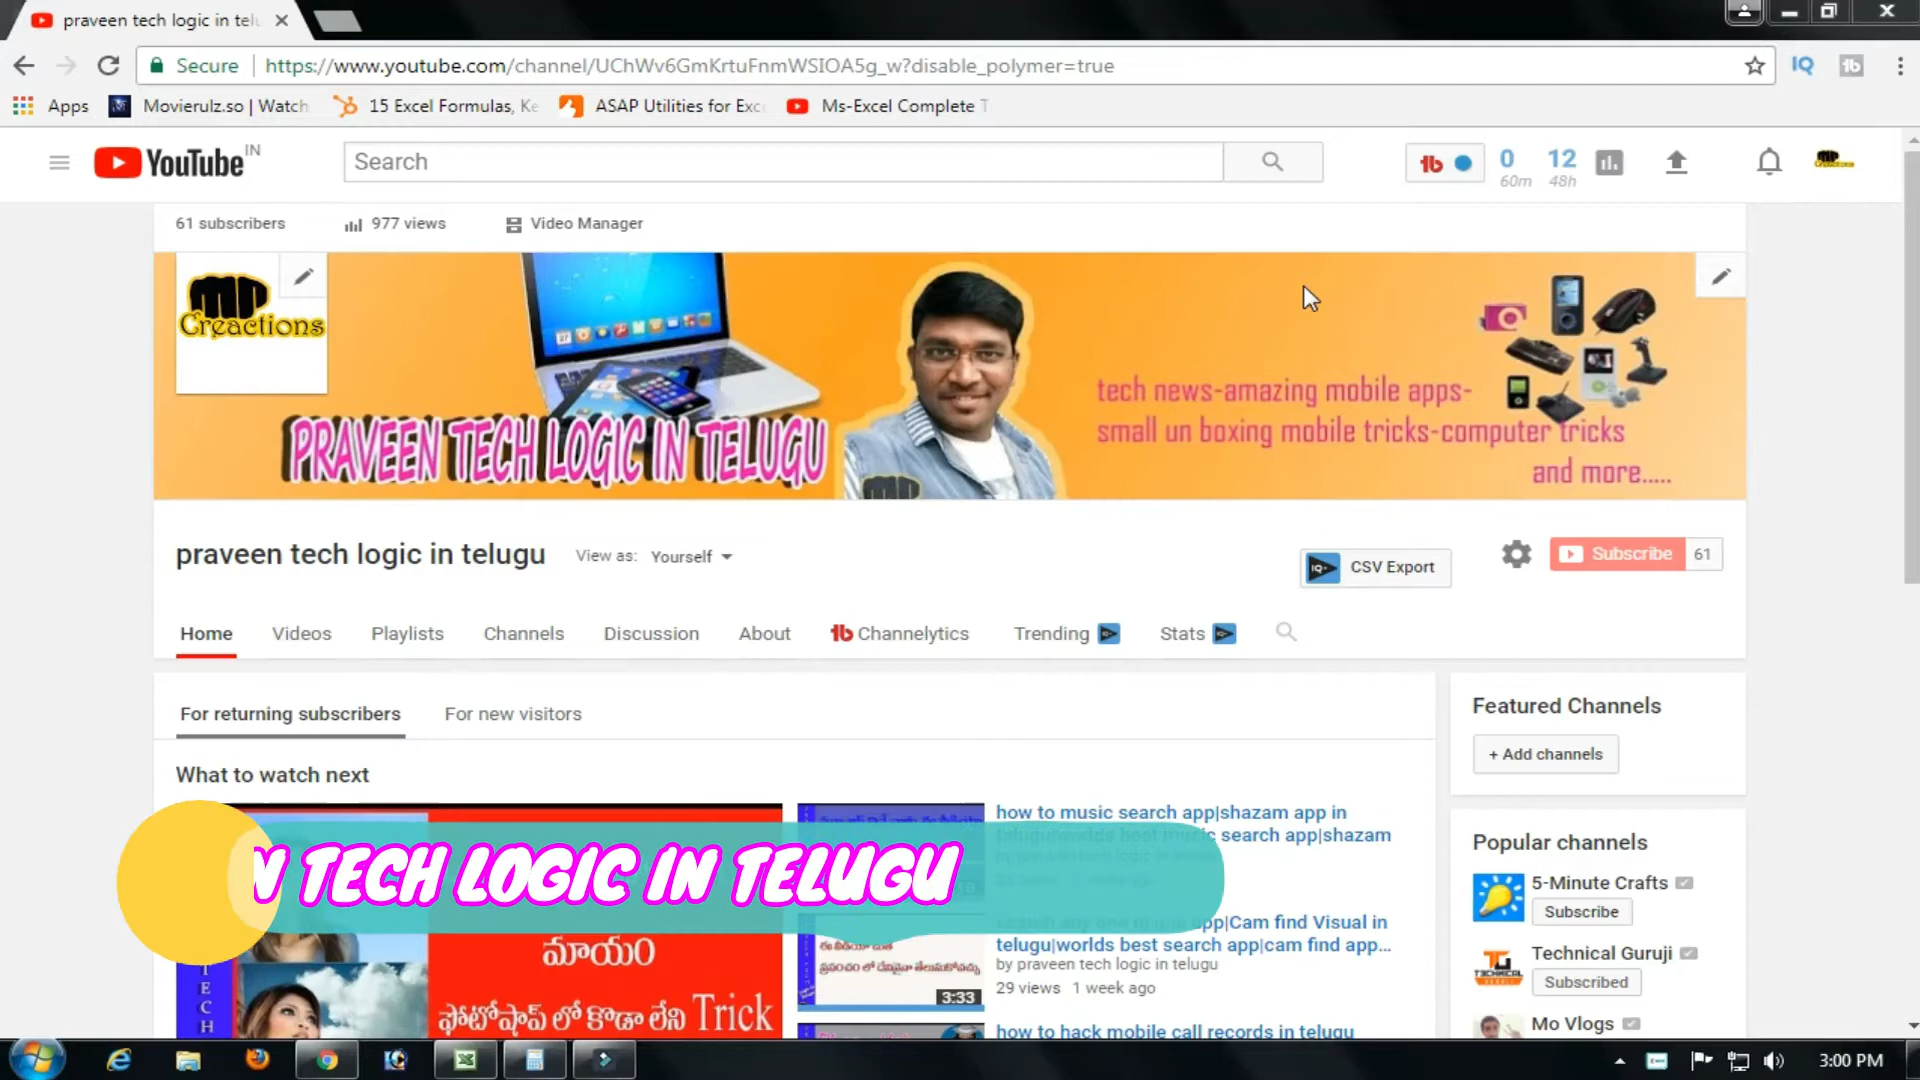 praveen tech logic in telu
Secure https://www.youtube.com/channel/UChWv6GmKrtuFnmWSIOA5g_w?disable_polymer=true
IQ
Apps Movierulz.so | Watch 15 Excel Formulas, Ke ASAP Utilities for Exc Ms-Excel Complete T
YouTube IN
Search
0 60m 12 48h
61 subscribers 977 views Video Manager
MP Creactions
PRAVEEN TECH LOGIC IN TELUGU
tech news-amazing mobile apps-
small un boxing mobile tricks-computer tricks
and more.....
praveen tech logic in telugu View as: Yourself
CSV Export
Subscribe 61
Home Videos Playlists Channels Discussion About Channelytics Trending Stats
For returning subscribers For new visitors
What to watch next
N TECH LOGIC IN TELUGU
TECH
మాయం
ఫోటోషాప్ లో కూడా లేని Trick
how to music search app|shazam app in
search app|shazam
app|Cam find Visual in
telugu|worlds best search app|cam find app...
by praveen tech logic in telugu
29 views 1 week ago
3:33
how to hack mobile call records in telugu
Featured Channels
+ Add channels
Popular channels
5-Minute Crafts
Subscribe
Technical Guruji
Subscribed
Mo Vlogs
3:00 PM